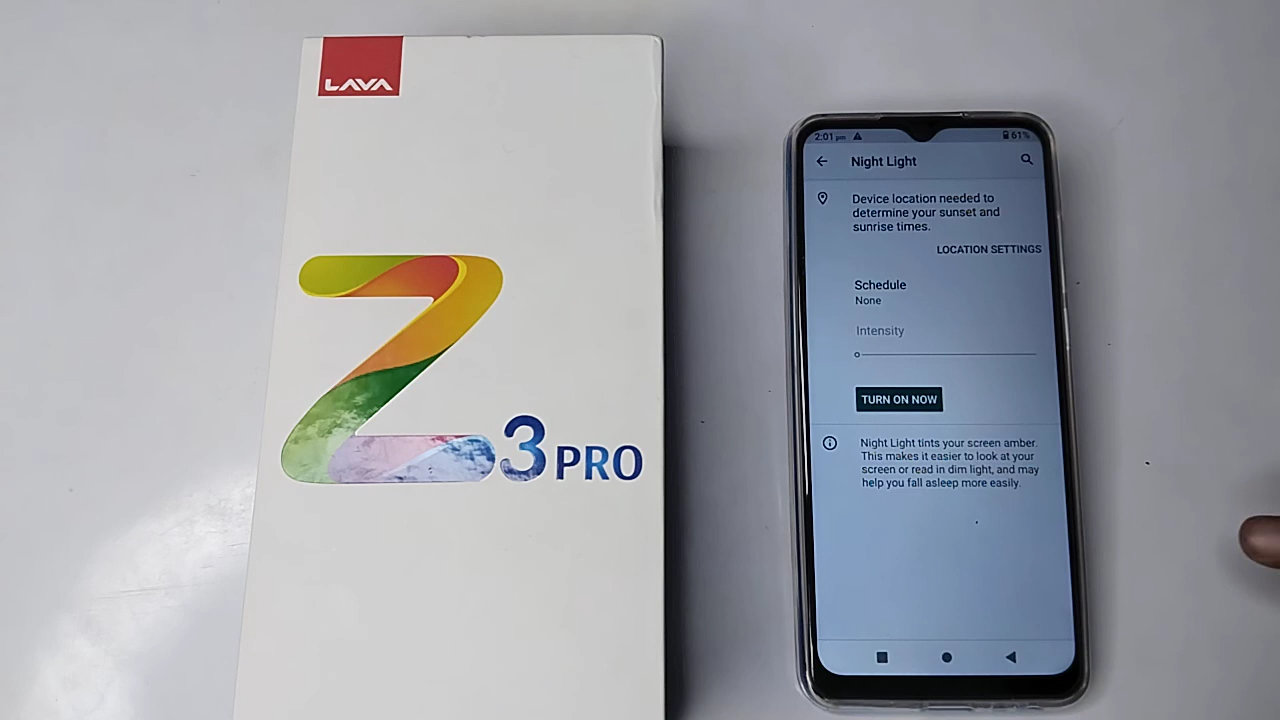 LAVA
Z3 PRO
2:01 pm 61%
Night Light
Device location needed to
determine your sunset and
sunrise times.
LOCATION SETTINGS
Schedule
None
Intensity
TURN ON NOW
Night Light tints your screen amber.
This makes it easier to look at your
screen or read in dim light, and may
help you fall asleep more easily.